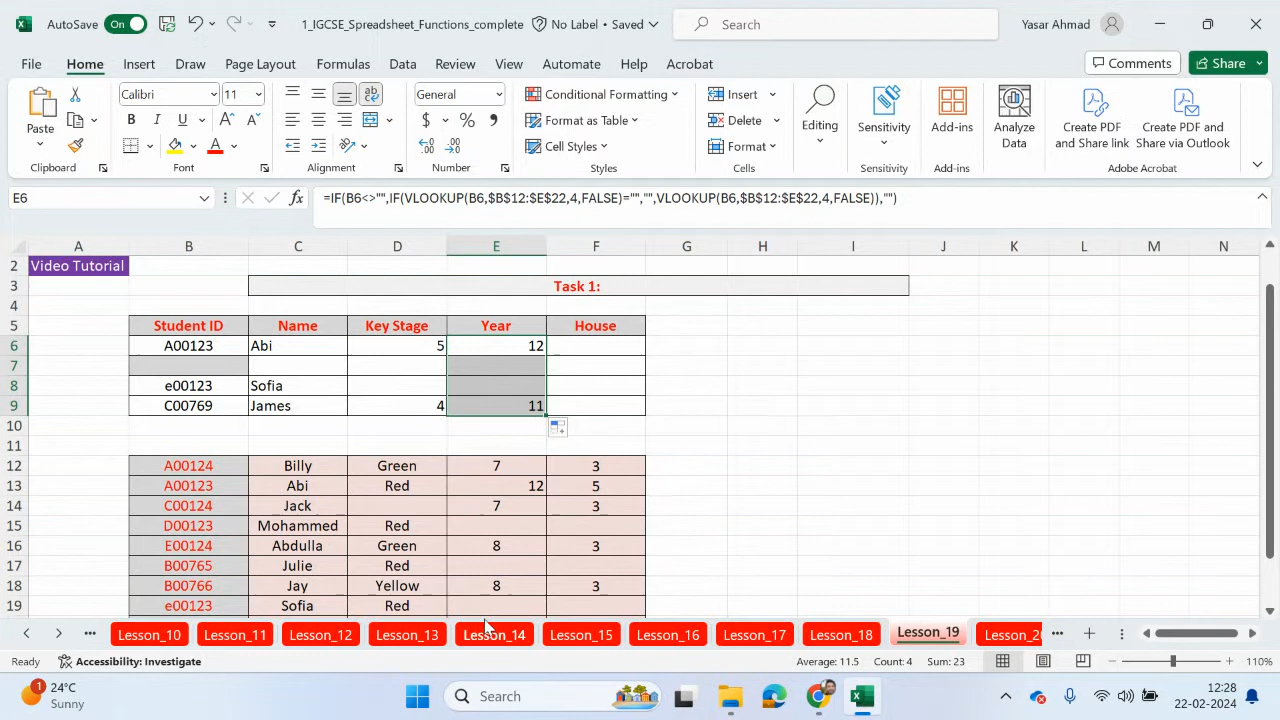 AutoSave On 1_IGCSE_Spreadsheet_Functions_complete No Label • Saved Search Yasar Ahmad
File Home Insert Draw Page Layout Formulas Data Review View Automate Help Acrobat Comments Share
Paste Calibri 11 General Conditional Formatting Insert Editing Sensitivity Add-ins Analyze Data Create PDF and Share link Create PDF and Share via Outlook
B I U A A $ % 9 Format as Table Delete
A Cell Styles Format
Clipboard Font Alignment Number Styles Cells Sensitivity Add-ins Adobe Acrobat
E6 fx =IF(B6<>"",IF(VLOOKUP(B6,$B$12:$E$22,4,FALSE)="","",VLOOKUP(B6,$B$12:$E$22,4,FALSE)),"")
A B C D E F G H I J K L M N
2 Video Tutorial
3 Task 1:
4
5 Student ID Name Key Stage Year House
6 A00123 Abi 5 12
7
8 e00123 Sofia
9 C00769 James 4 11
10
11
12 A00124 Billy Green 7 3
13 A00123 Abi Red 12 5
14 C00124 Jack 7 3
15 D00123 Mohammed Red
16 E00124 Abdulla Green 8 3
17 B00765 Julie Red
18 B00766 Jay Yellow 8 3
19 e00123 Sofia Red
Lesson_10 Lesson_11 Lesson_12 Lesson_13 Lesson_14 Lesson_15 Lesson_16 Lesson_17 Lesson_18 Lesson_19
Ready Accessibility: Investigate Average: 11.5 Count: 4 Sum: 23 110%
1 24°C Search 12:28
Sunny 22-02-2024